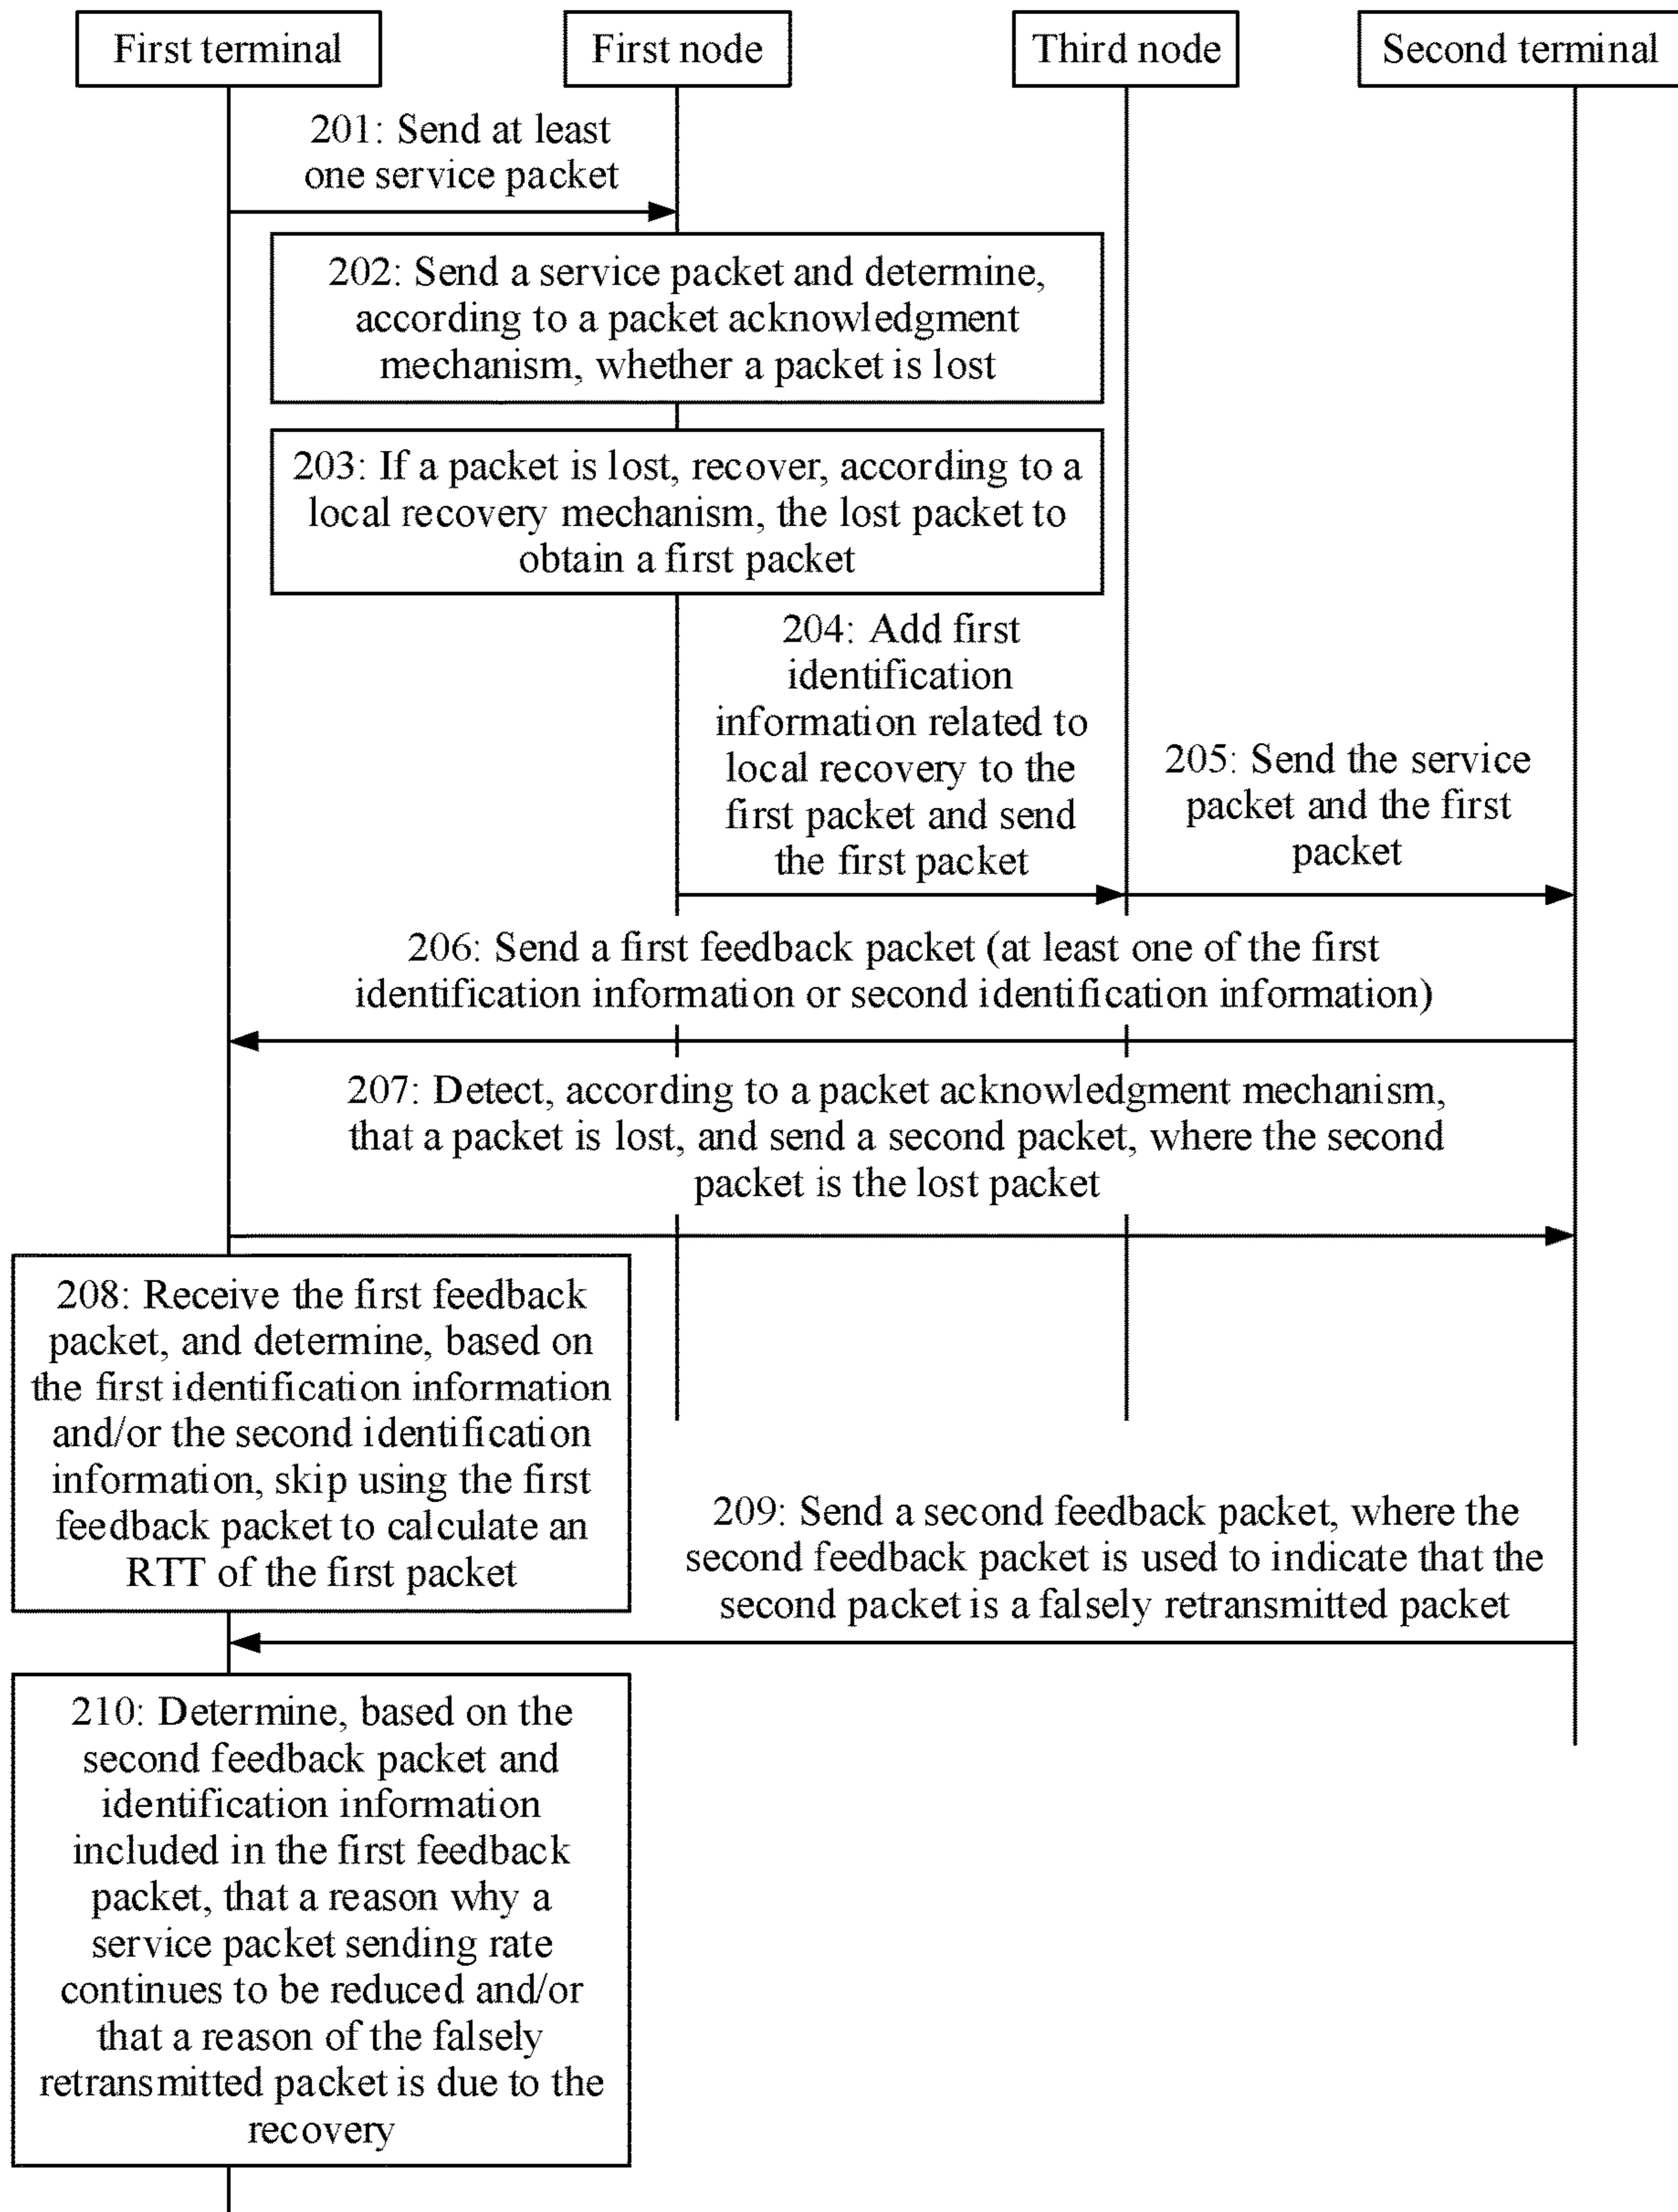 First terminal
First node
Third node
Second terminal
201: Send at least
one service packet
202: Send a service packet and determine,
according to a packet acknowledgment
mechanism, whether a packet is lost
203: If a packet is lost, recover, according to a
local recovery mechanism, the lost packet to
obtain a first packet
204: Add first
identification
information related to
local recovery to the
first packet and send
the first packet
205: Send the service
packet and the first
packet
206: Send a first feedback packet (at least one of the first
identification information or second identification information)
207: Detect, according to a packet acknowledgment mechanism,
that a packet is lost, and send a second packet, where the second
packet is the lost packet
208: Receive the first feedback
packet, and determine, based on
the first identification information
and/or the second identification
information, skip using the first
feedback packet to calculate an
RTT of the first packet
209: Send a second feedback packet, where the
second feedback packet is used to indicate that the
second packet is a falsely retransmitted packet
210: Determine, based on the
second feedback packet and
identification information
included in the first feedback
packet, that a reason why a
service packet sending rate
continues to be reduced and/or
that a reason of the falsely
retransmitted packet is due to the
recovery